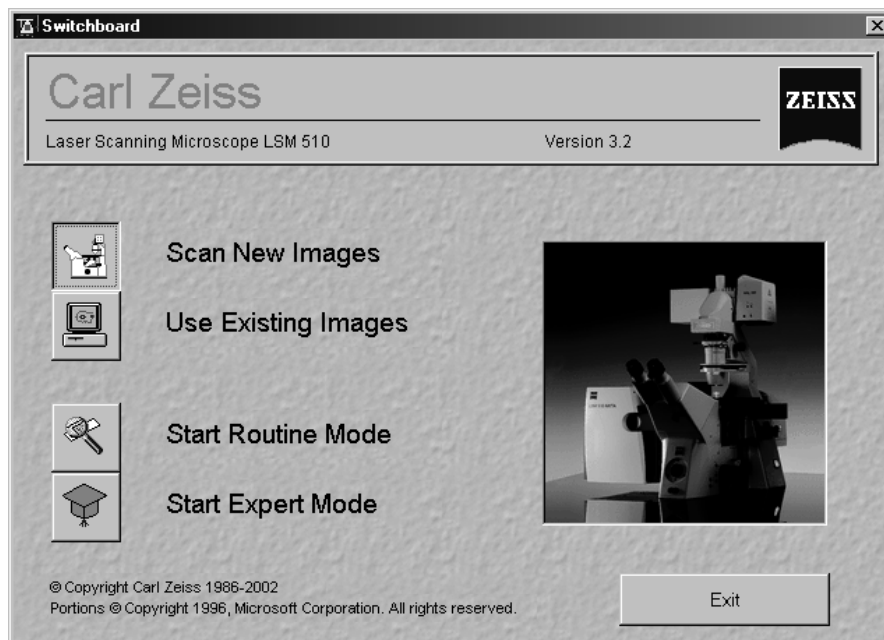 Switchboard
Carl Zeiss
ZEISS
Laser Scanning Microscope LSM 510 Version 3.2
Scan New Images
Use Existing Images
Start Routine Mode
Start Expert Mode
© Copyright Carl Zeiss 1986-2002
Portions © Copyright 1996, Microsoft Corporation. All rights reserved.
Exit